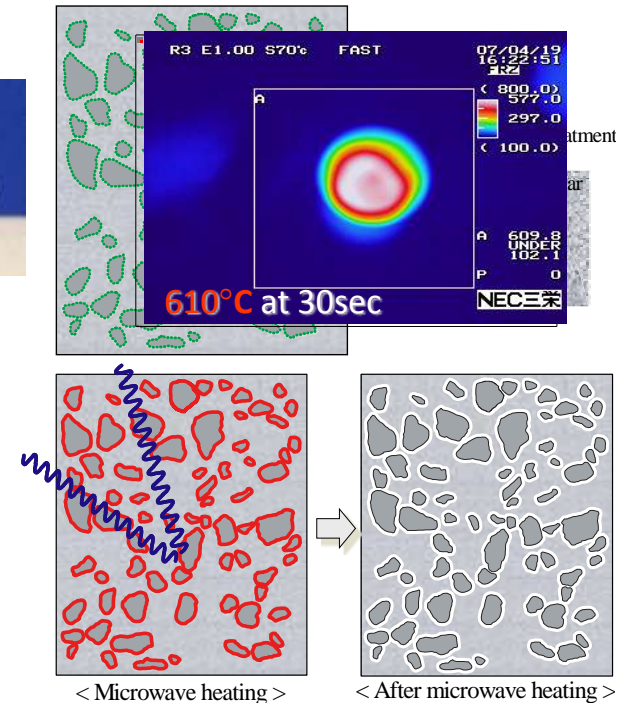 R3 E1.00 S70℃ FAST
07/04/19
16:22:51
FRZ
( 800.0)
577.0
297.0
( 100.0)
A
A 609.8
UNDER
102.1
P 0
NEC三栄
610°C at 30sec
atment
ar
< Microwave heating >
< After microwave heating >